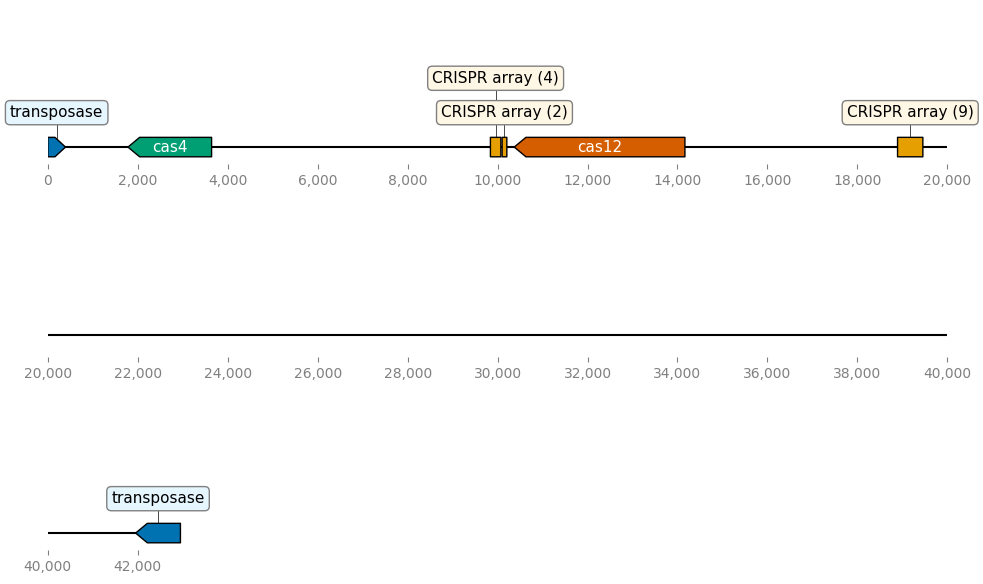 CRISPR array (4)
transposase CRISPR array (2) CRISPR array (9)
cas4 cas12
0 2,000 4,000 6,000 8,000 10,000 12,000 14,000 16,000 18,000 20,000
20,000 22,000 24,000 26,000 28,000 30,000 32,000 34,000 36,000 38,000 40,000
transposase
40,000 42,000